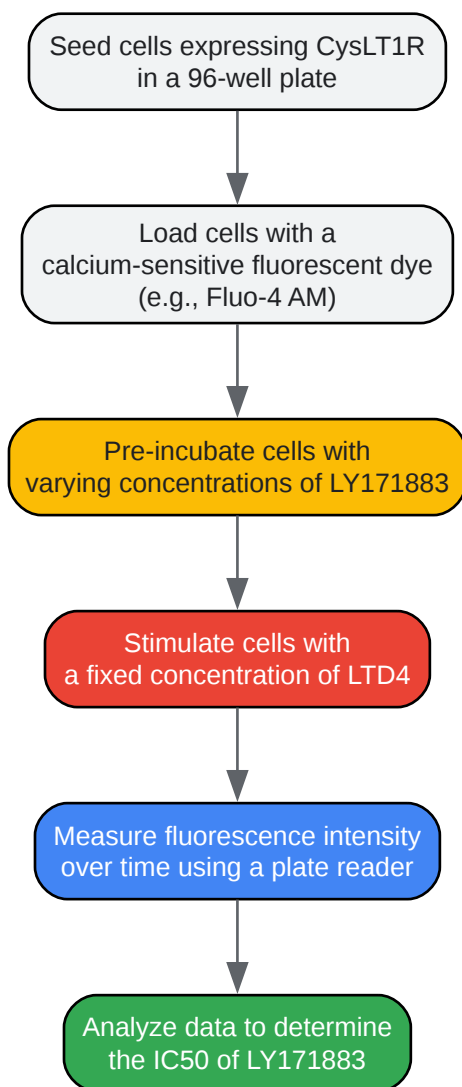 Seed cells expressing CysLT1R
in a 96-well plate
Load cells with a
calcium-sensitive fluorescent dye
(e.g., Fluo-4 AM)
Pre-incubate cells with
varying concentrations of LY171883
Stimulate cells with
a fixed concentration of LTD4
Measure fluorescence intensity
over time using a plate reader
Analyze data to determine
the IC50 of LY171883